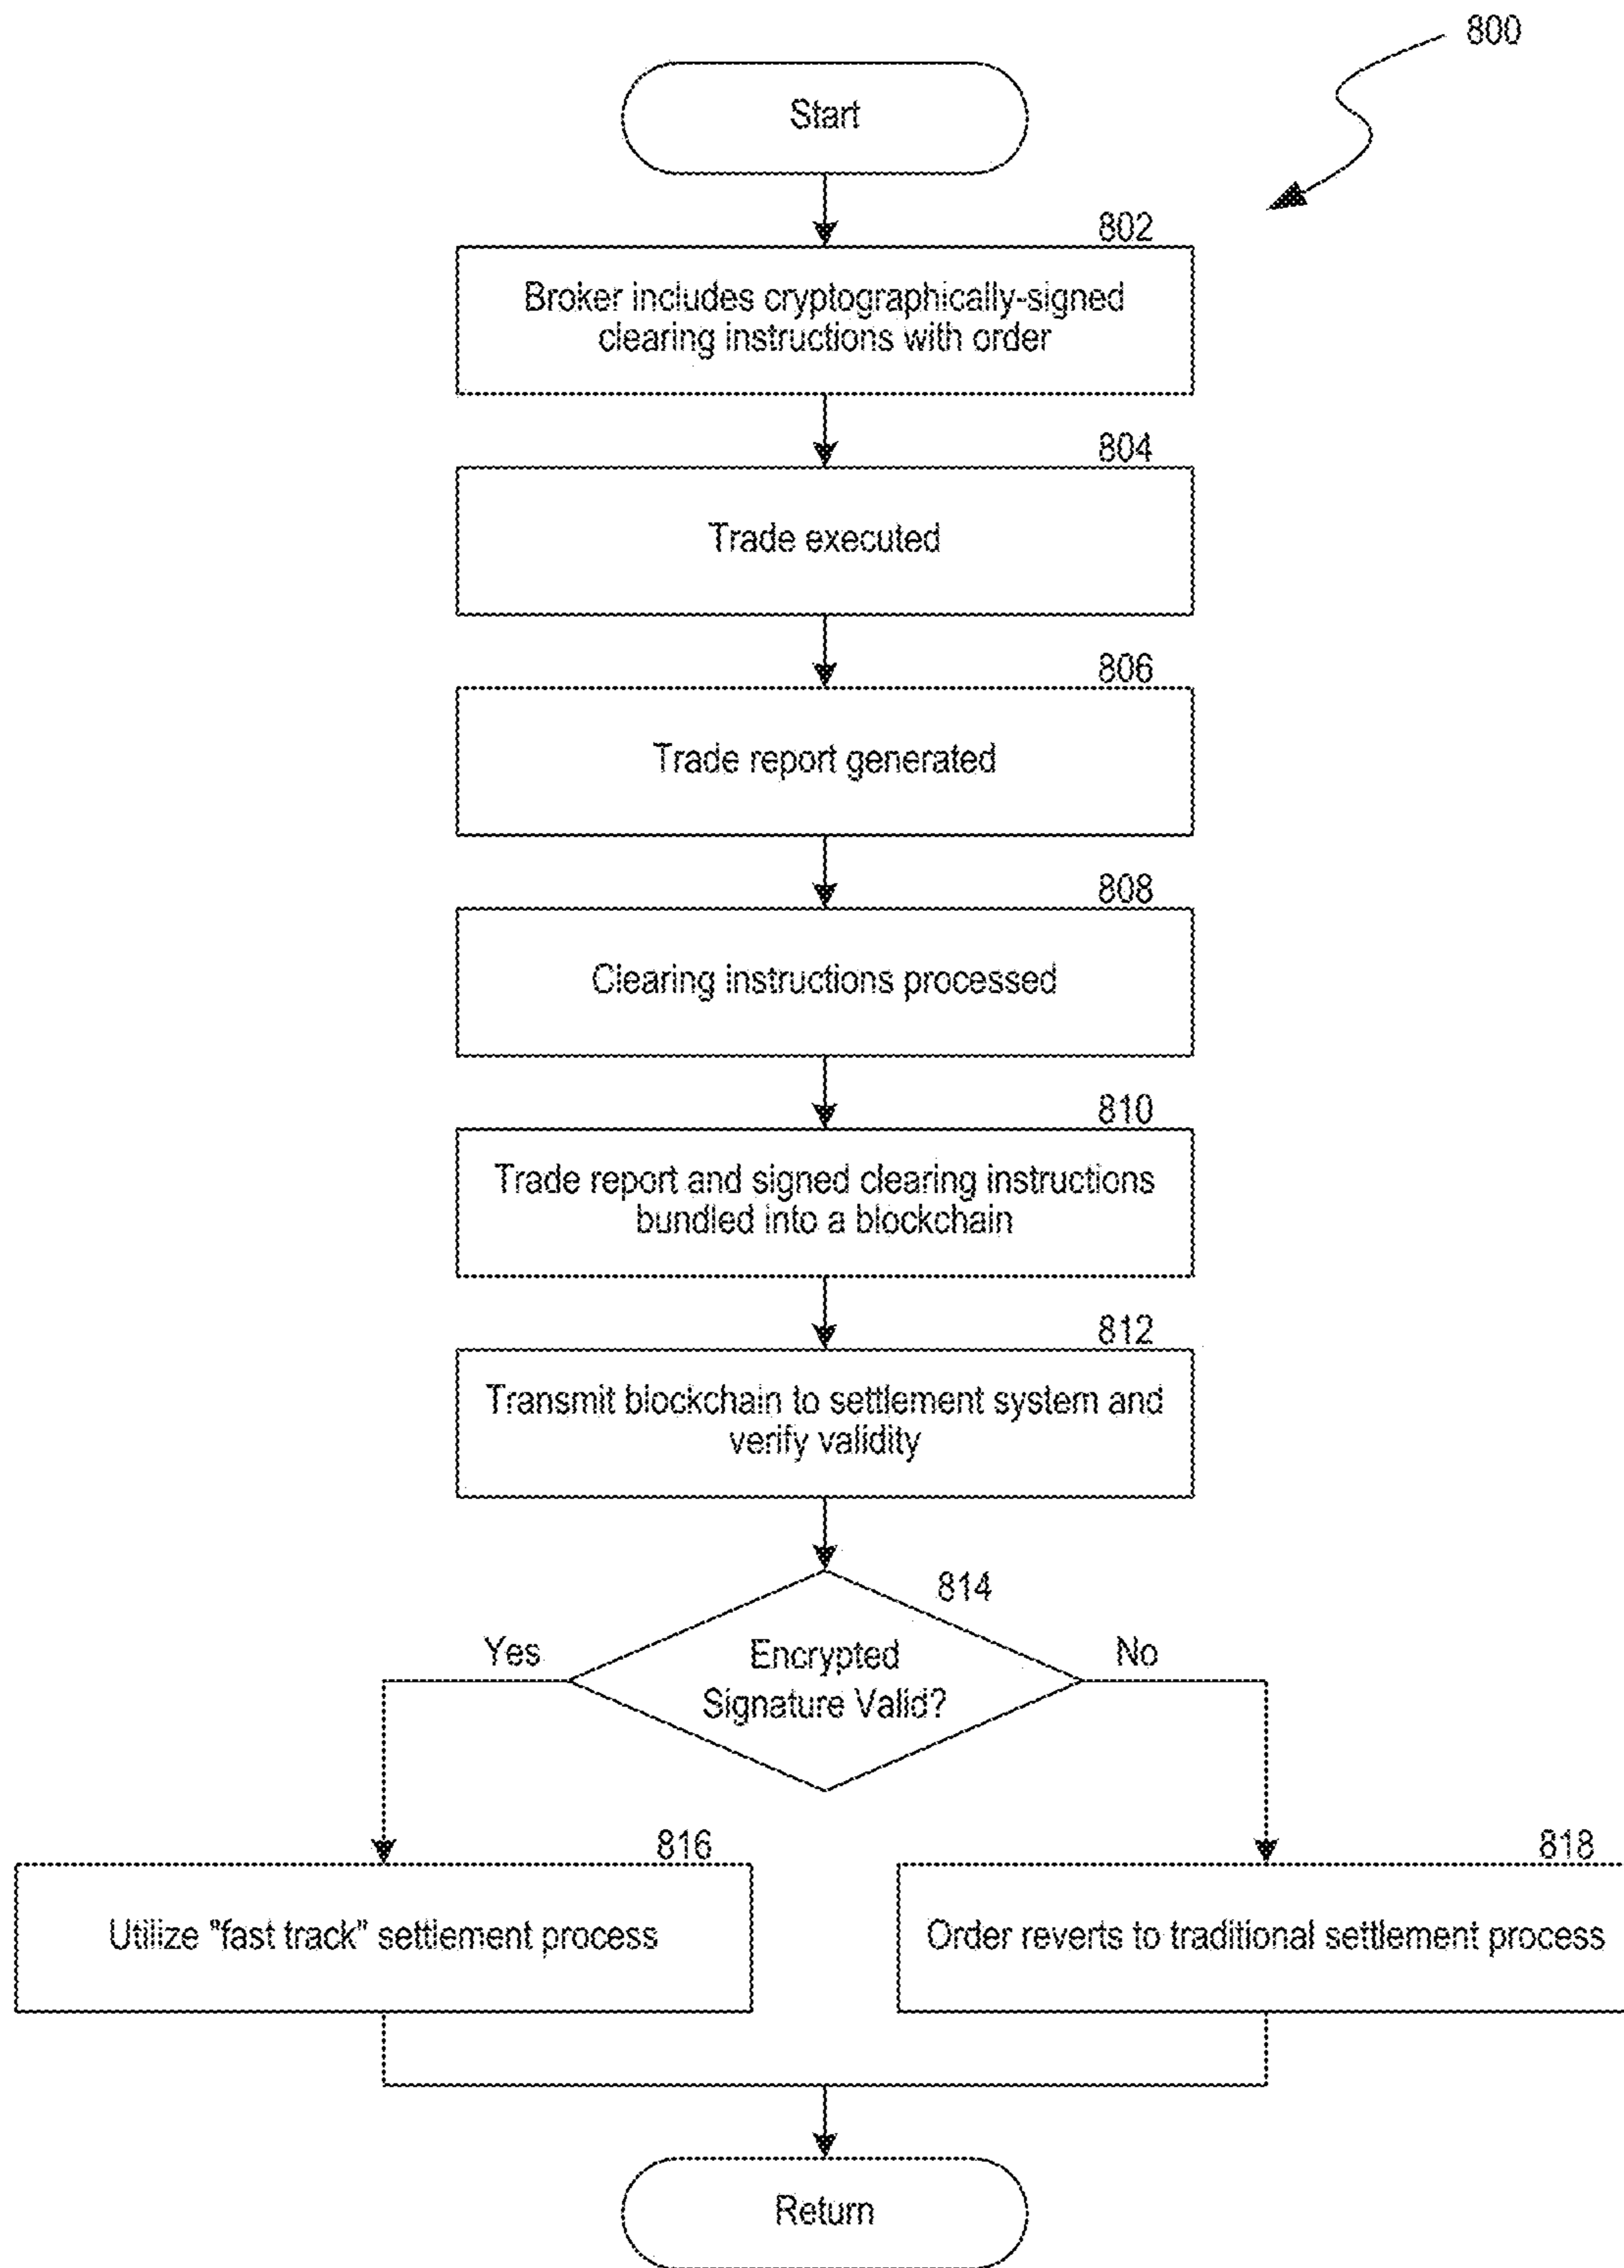 800
Start
802
Broker includes cryptographically-signed
clearing instructions with order
804
Trade executed
806
Trade report generated
808
Clearing instructions processed
810
Trade report and signed clearing instructions
bundled into a blockchain
812
Transmit blockchain to settlement system and
verify validity
814
Yes
Encrypted
Signature Valid?
No
816
Utilize "fast track" settlement process
818
Order reverts to traditional settlement process
Return